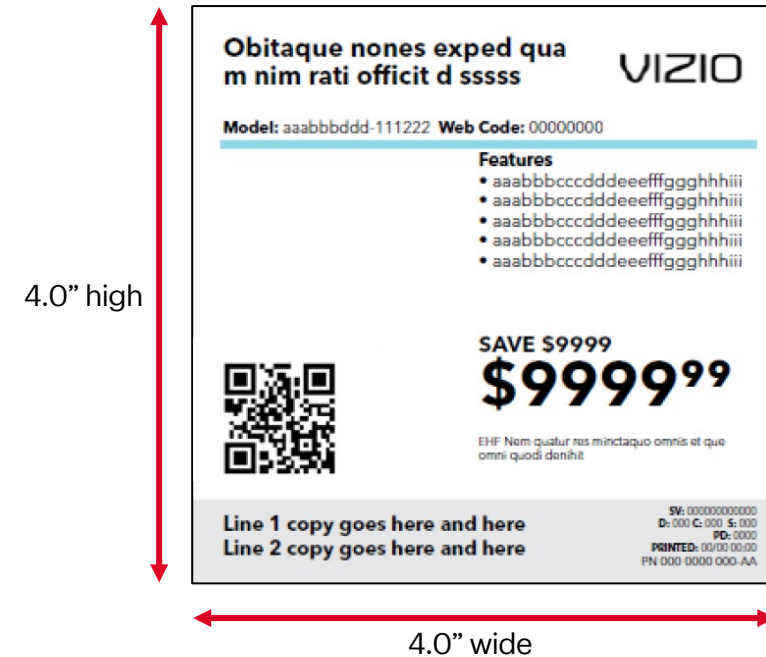 Obitaque nones exped qua
m nim rati officit d sssss
VIZIO
Model: aaabbbddd-111222 Web Code: 00000000
Features
• aaabbbcccdddeeefffggghhhiii
• aaabbbcccdddeeefffggghhhiii
• aaabbbcccdddeeefffggghhhiii
• aaabbbcccdddeeefffggghhhiii
• aaabbbcccdddeeefffggghhhiii
4.0” high
SAVE $9999
$9999⁹⁹
EHF Nem quatur res minctaquo omnis et que
omni quodi denihit
Line 1 copy goes here and here
Line 2 copy goes here and here
SV: 000000000000
D: 000 C: 000 S: 000
PD: 0000
PRINTED: 00/00 00:00
PN 000 0000 000-AA
4.0” wide